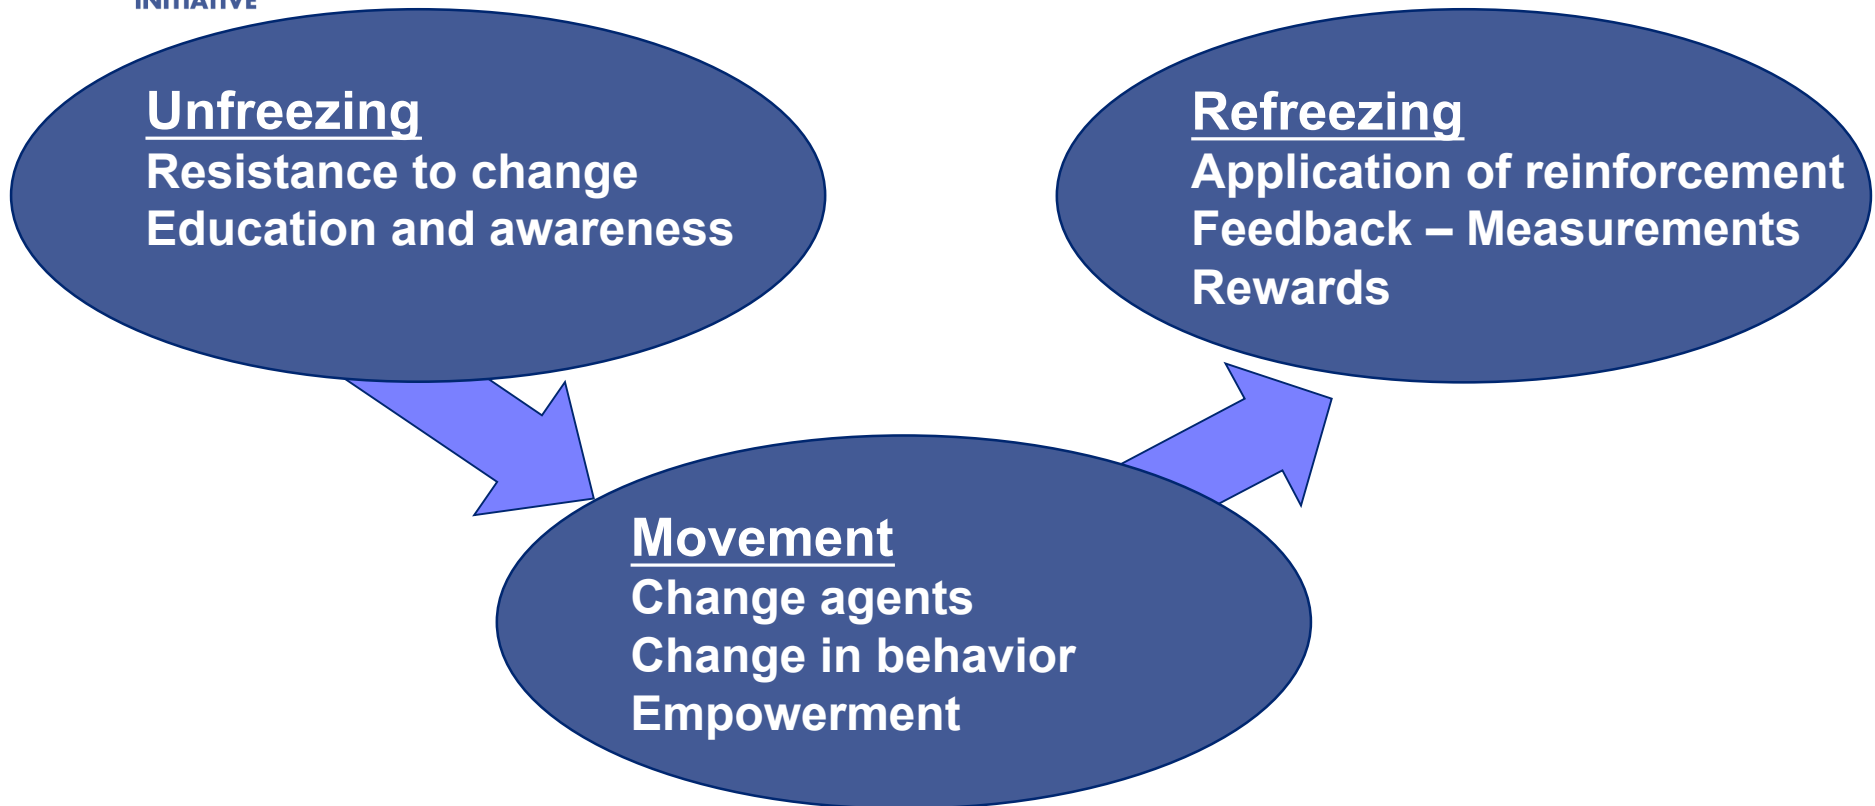 INITIATIVE
Unfreezing
Resistance to change
Education and awareness
Refreezing
Application of reinforcement
Feedback – Measurements
Rewards
Movement
Change agents
Change in behavior
Empowerment